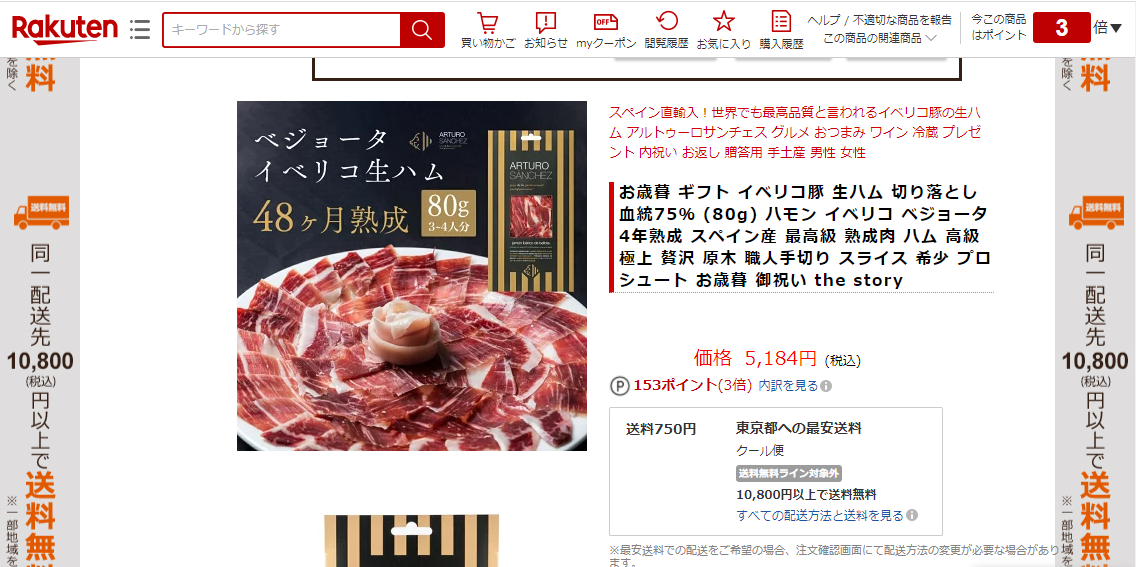 Rakuten
キーワードから探す
買い物かご
お知らせ
OFF
myクーポン
閲覧履歴
お気に入り
購入履歴
ヘルプ / 不適切な商品を報告
この商品の関連商品
今この商品
はポイント
3
倍▼
を除く
料
送料無料
同一配送先
10,800
(税込)
円以上で
送料無
※一部地域を
ベジョータ
イベリコ生ハム
48ヶ月熟成
80g
3~4人分
ARTURO
SANCHEZ
ARTURO
SANCHEZ
スペイン直輸入！世界でも最高品質と言われるイベリコ豚の生ハ
ム アルトゥーロサンチェス グルメ おつまみ ワイン 冷蔵 プレゼ
ント 内祝い お返し 贈答用 手土産 男性 女性
お歳暮 ギフト イベリコ豚 生ハム 切り落とし
血統75% (80g) ハモン イベリコ ベジョータ
4年熟成 スペイン産 最高級 熟成肉 ハム 高級
極上 贅沢 原木 職人手切り スライス 希少 プロ
シュート お歳暮 御祝い the story
価格 5,184円 (税込)
P 153ポイント(3倍) 内訳を見る
送料750円
東京都への最安送料
クール便
送料無料ライン対象外
10,800円以上で送料無料
すべての配送方法と送料を見る
※最安送料での配送をご希望の場合、注文確認画面にて配送方法の変更が必要な場合があり
ます。
を除く
料
送料無料
同一配送先
10,800
(税込)
円以上で
送料無
※一部地域を